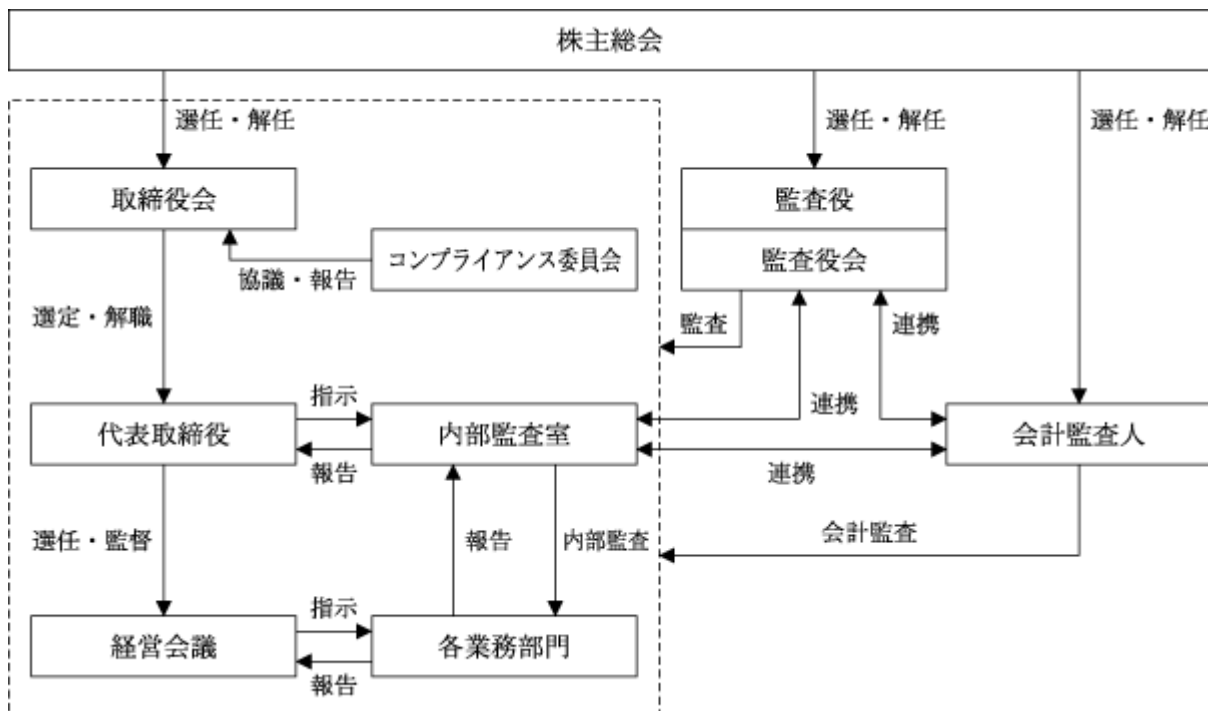 株主総会
選任・解任
選任・解任
選任・解任
取締役会
監査役
コンプライアンス委員会
監査役会
協議・報告
選定・解職
監査
連携
指示
連携
代表取締役
内部監査室
会計監査人
報告
連携
選任・監督
報告
内部監査
会計監査
指示
経営会議
各業務部門
報告